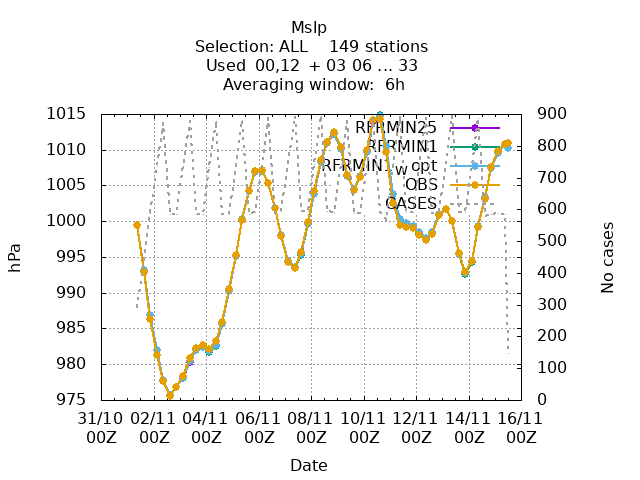 Mslp
Selection: ALL 149 stations
Used 00,12 + 03 06 ... 33
Averaging window: 6h
hPa
1015
1010
1005
1000
995
990
985
980
975
RFRMIN25
RFRMIN1
RFRMIN1_W_opt
OBS
CASES
900
800
700
600
500
400
300
200
100
0
No cases
31/10 02/11 04/11 06/11 08/11 10/11 12/11 14/11 16/11
00Z 00Z 00Z 00Z 00Z 00Z 00Z 00Z 00Z
Date